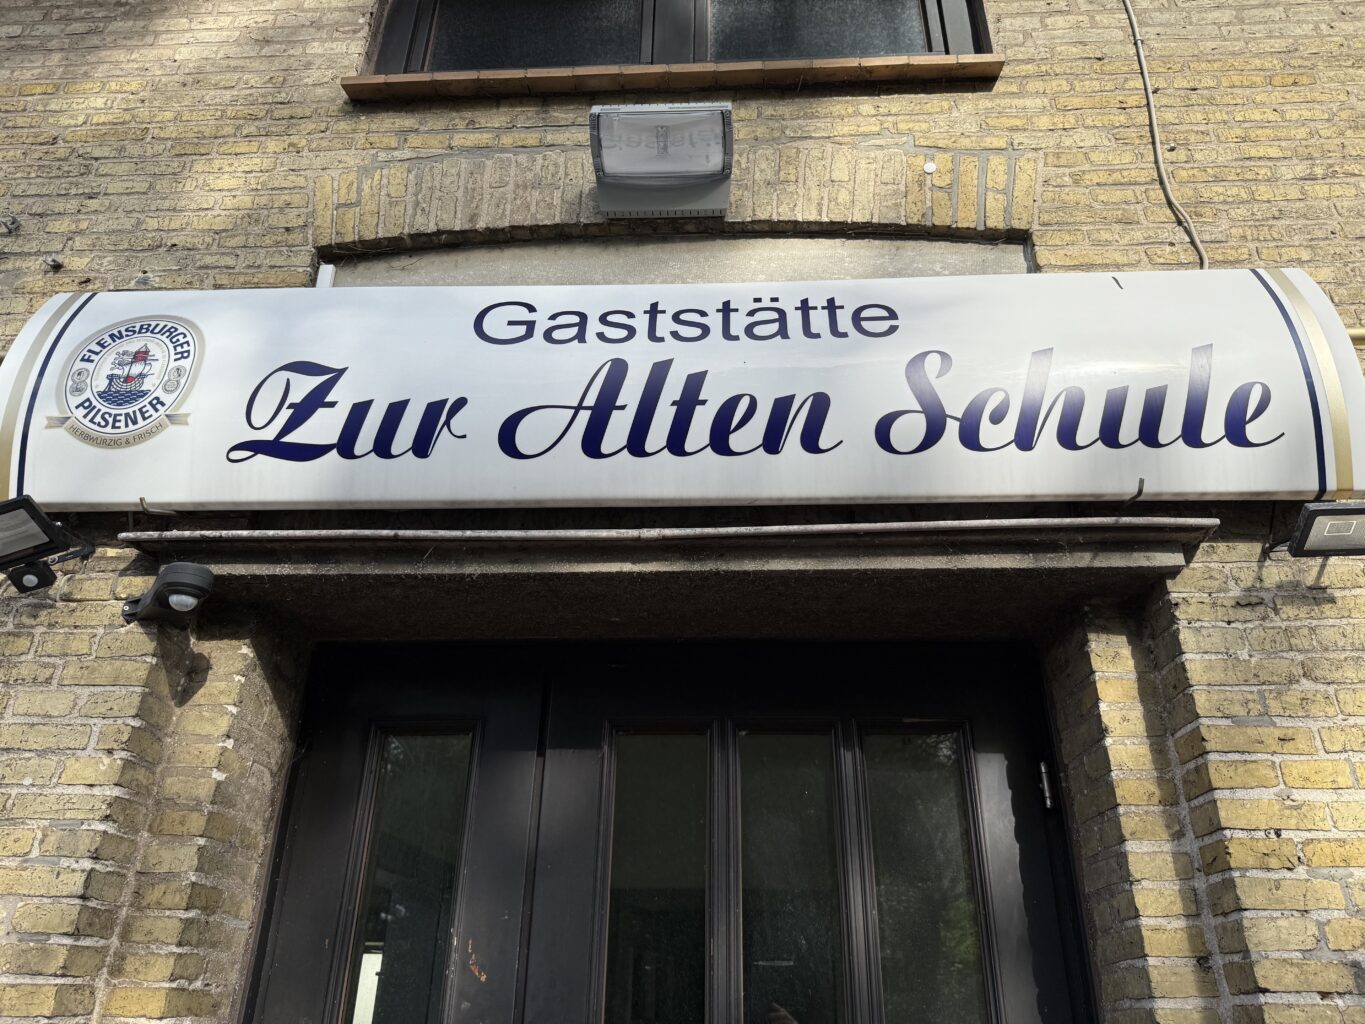 Gaststätte
Zur Alten Schule
FLENSBURGER
PILSENER
HERBWÜRZIG & FRISCH